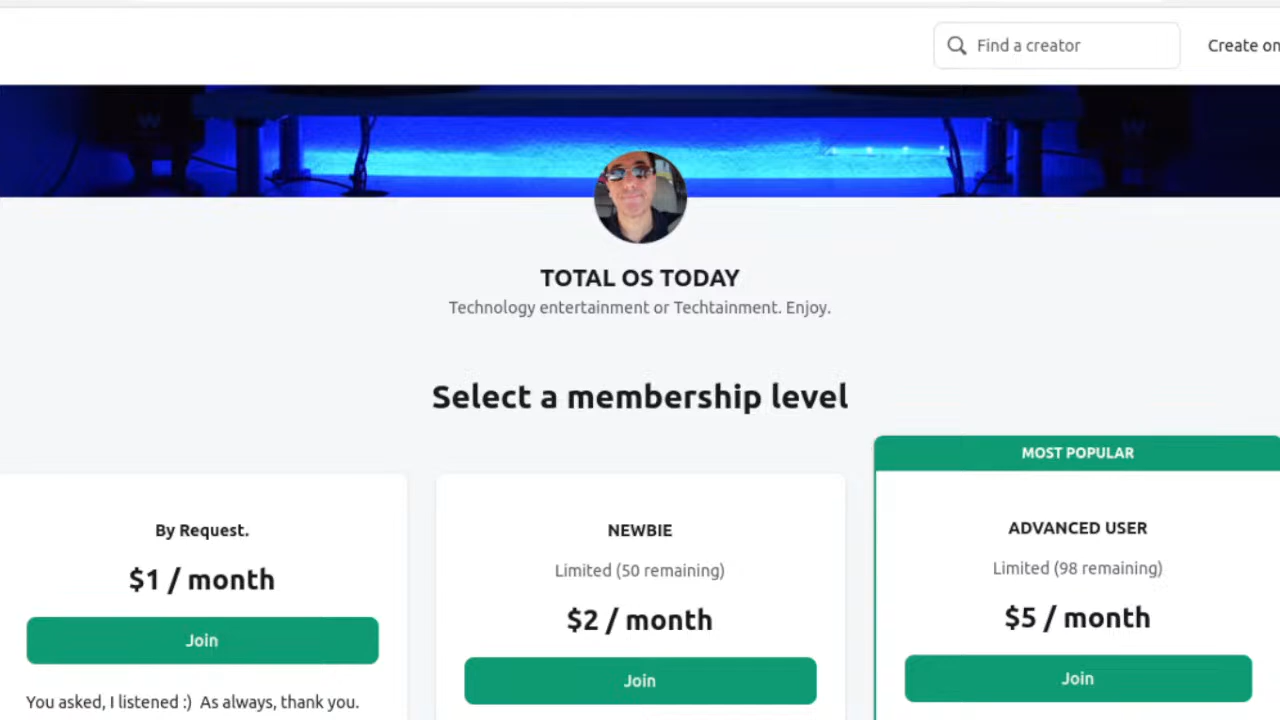 Find a creator
Create on
TOTAL OS TODAY
Technology entertainment or Techtainment. Enjoy.
Select a membership level
By Request.
$1 / month
Join
You asked, I listened :) As always, thank you.
NEWBIE
Limited (50 remaining)
$2 / month
Join
MOST POPULAR
ADVANCED USER
Limited (98 remaining)
$5 / month
Join